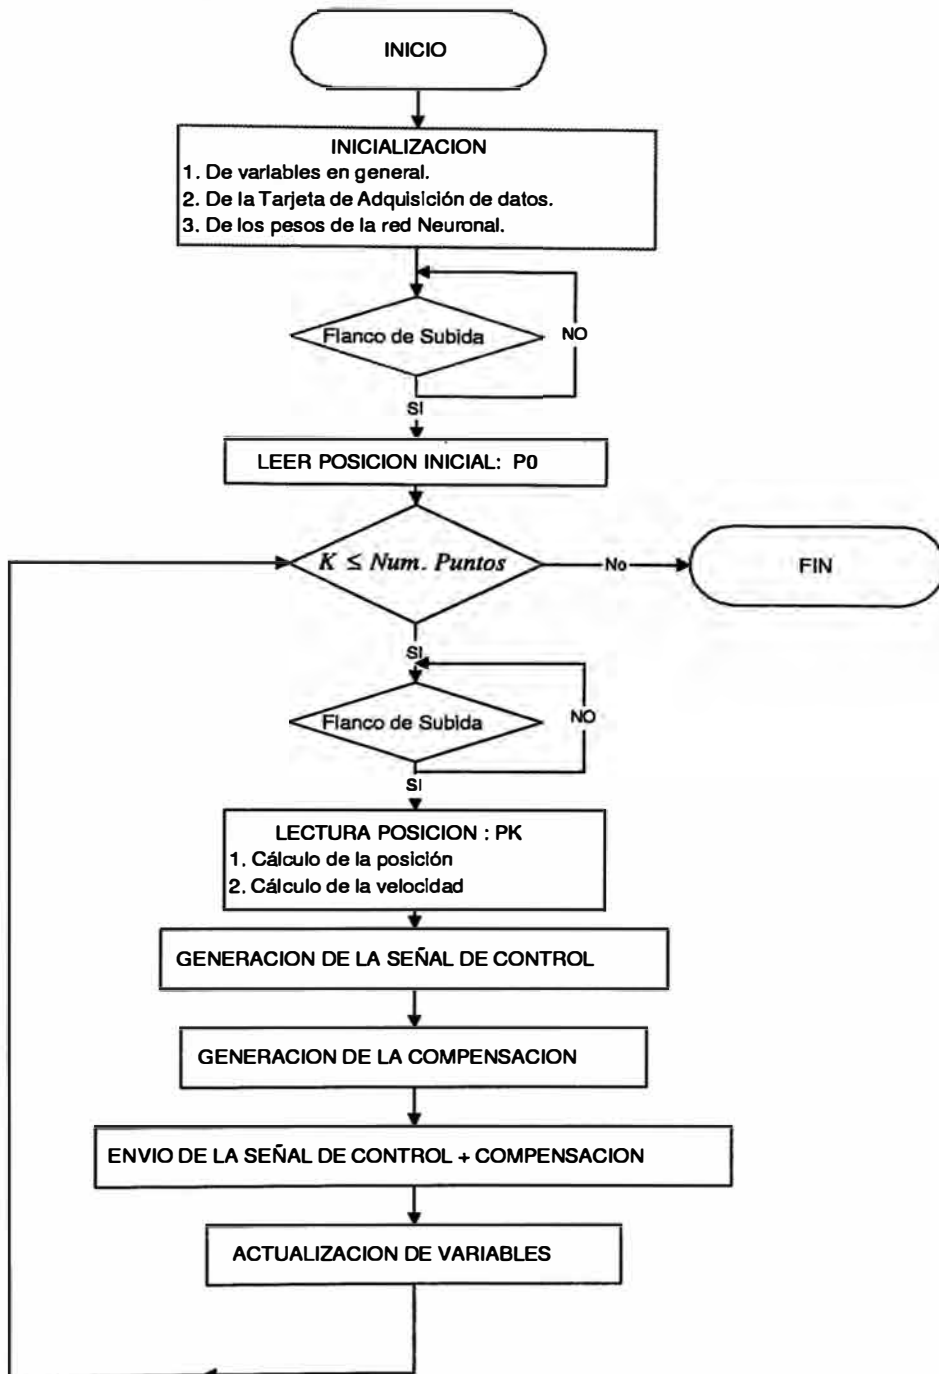 INICIO
INICIALIZACION
1. De variables en general.
2. De la Tarjeta de Adquisición de datos.
3. De los pesos de la red Neuronal.
Flanco de Subida
NO
SI
LEER POSICION INICIAL: P0
K ≤ Num. Puntos
No
FIN
SI
Flanco de Subida
NO
SI
LECTURA POSICION : PK
1. Cálculo de la posición
2. Cálculo de la velocidad
GENERACION DE LA SEÑAL DE CONTROL
GENERACION DE LA COMPENSACION
ENVIO DE LA SEÑAL DE CONTROL + COMPENSACION
ACTUALIZACION DE VARIABLES